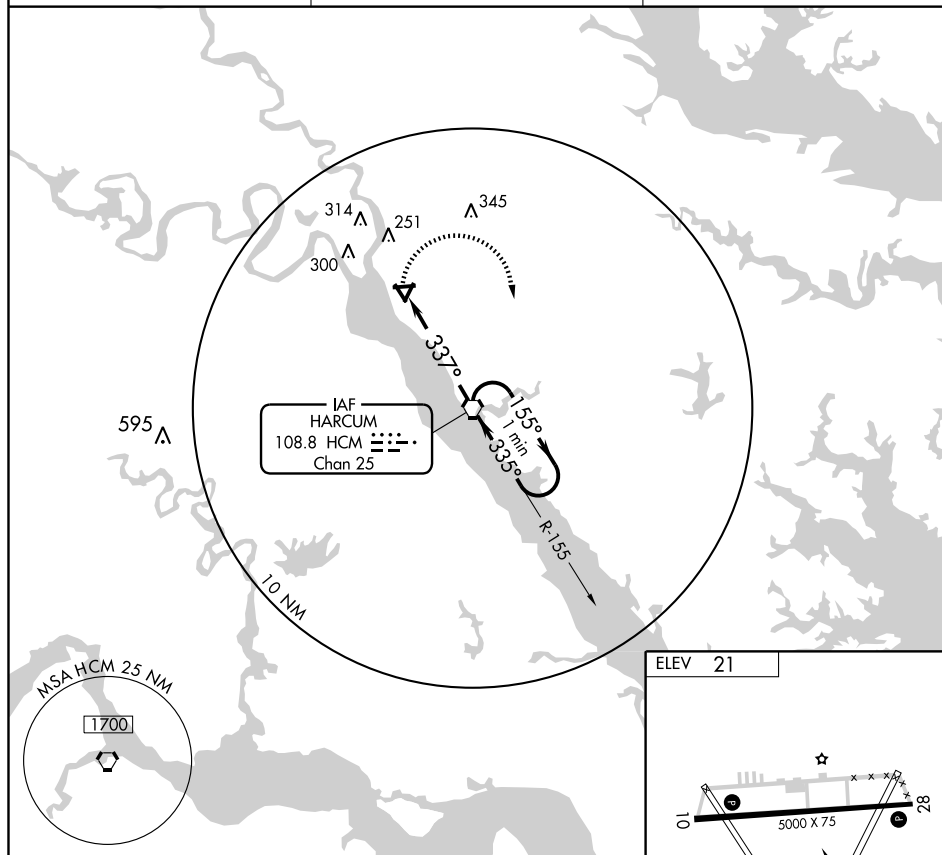 314
251
345
300
337°
IAF
HARCUM
108.8 HCM
Chan 25
595
155°
1 min
335°
R-155
10 NM
MSA HCM 25 NM
1700
ELEV 21
P
10
5000 X 75
28
P